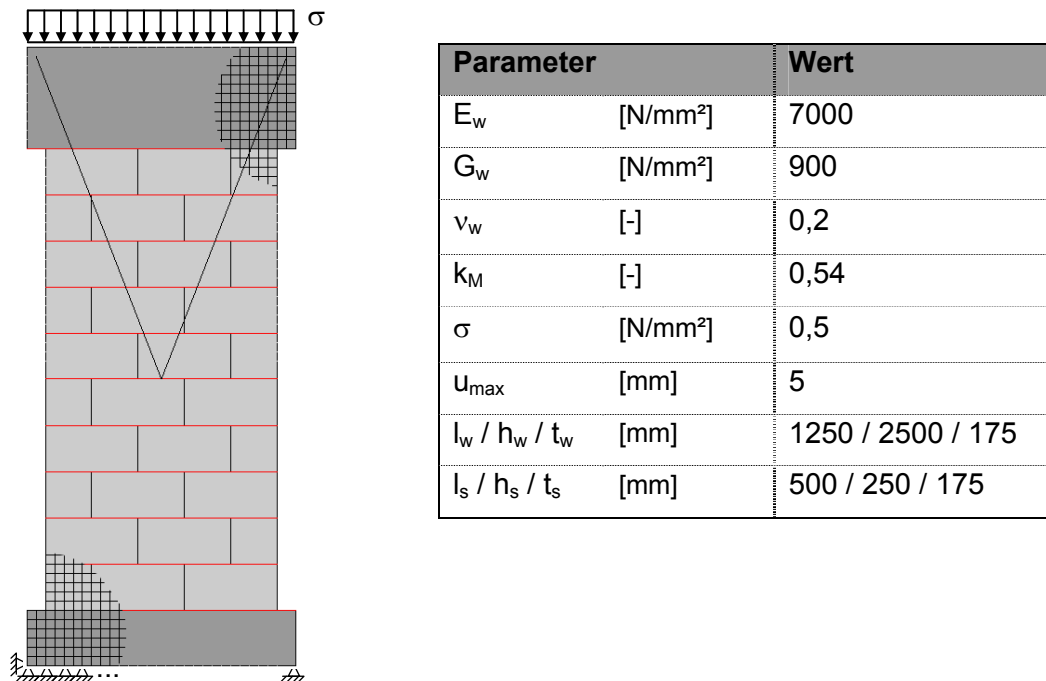 σ
Parameter Wert
E_w [N/mm²] 7000
G_w [N/mm²] 900
ν_w [-] 0,2
k_M [-] 0,54
σ [N/mm²] 0,5
u_max [mm] 5
l_w / h_w / t_w [mm] 1250 / 2500 / 175
l_s / h_s / t_s [mm] 500 / 250 / 175
...